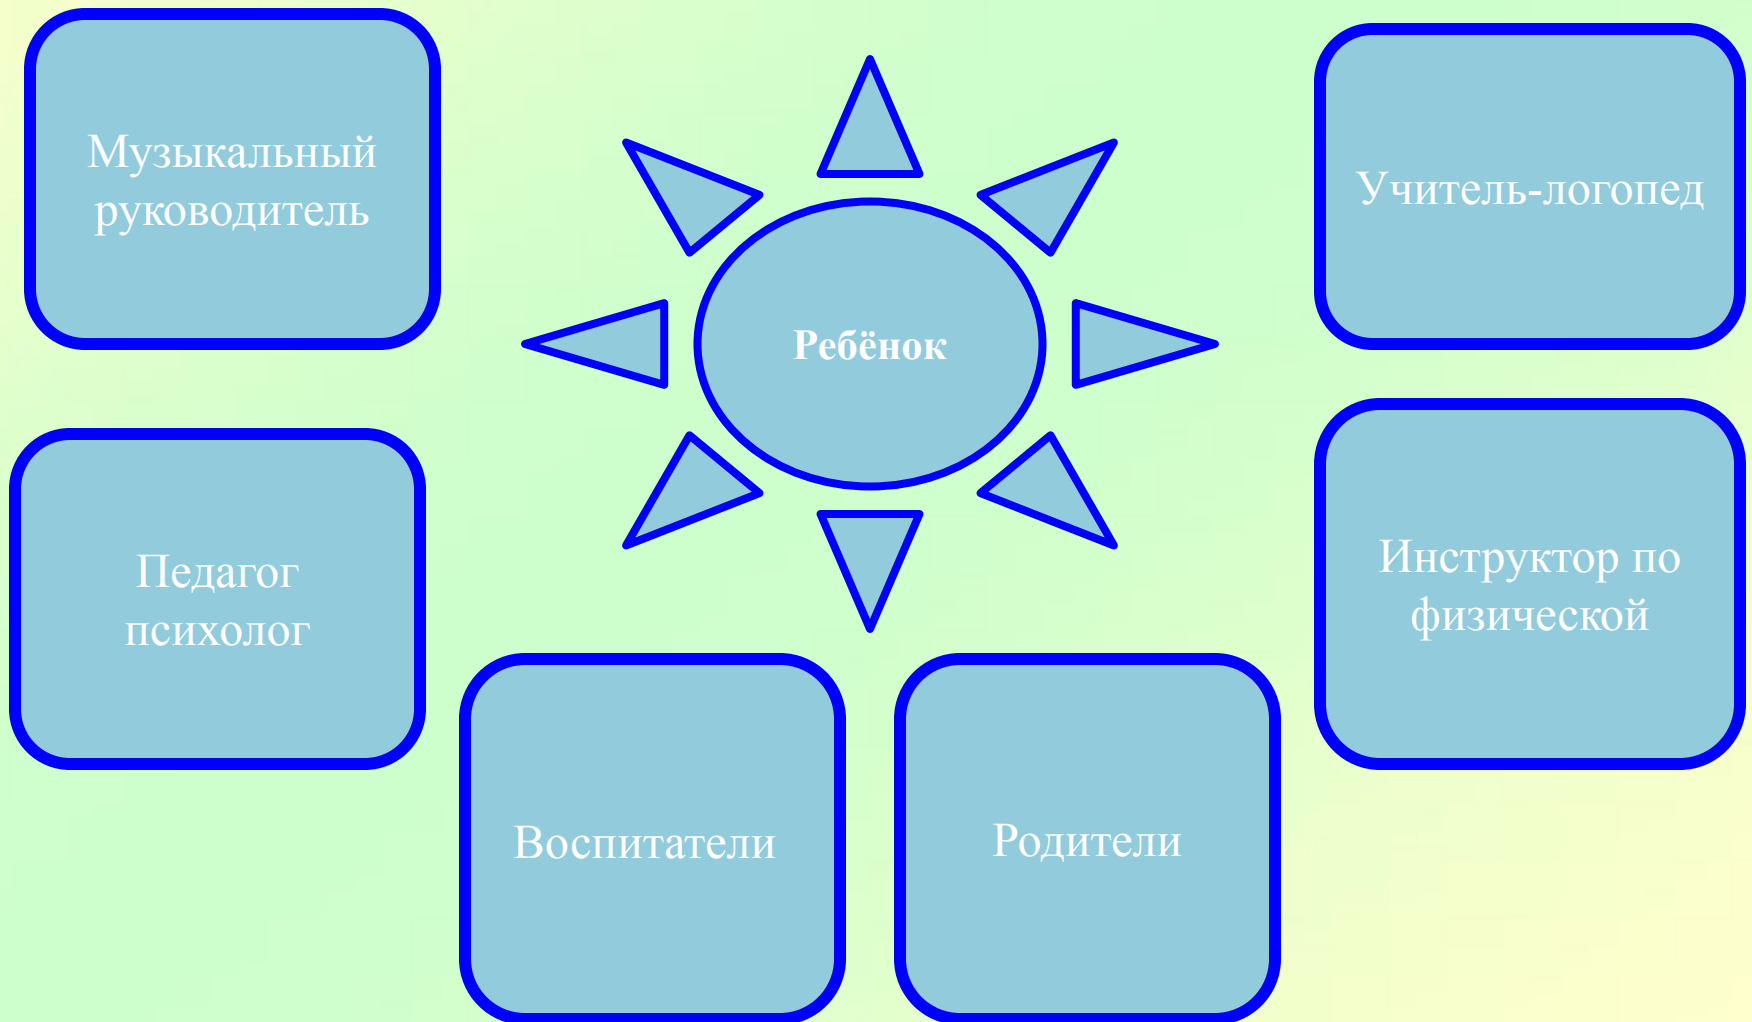 Музыкальный
руководитель
Учитель-логопед
Ребёнок
Педагог
психолог
Инструктор по
физической
Воспитатели
Родители